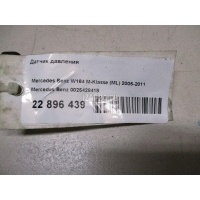 Датчик давления
Mercedes Benz W164 M-Klasse (ML) 2005-2011
Mercedes Benz 0025428418
22 896 439